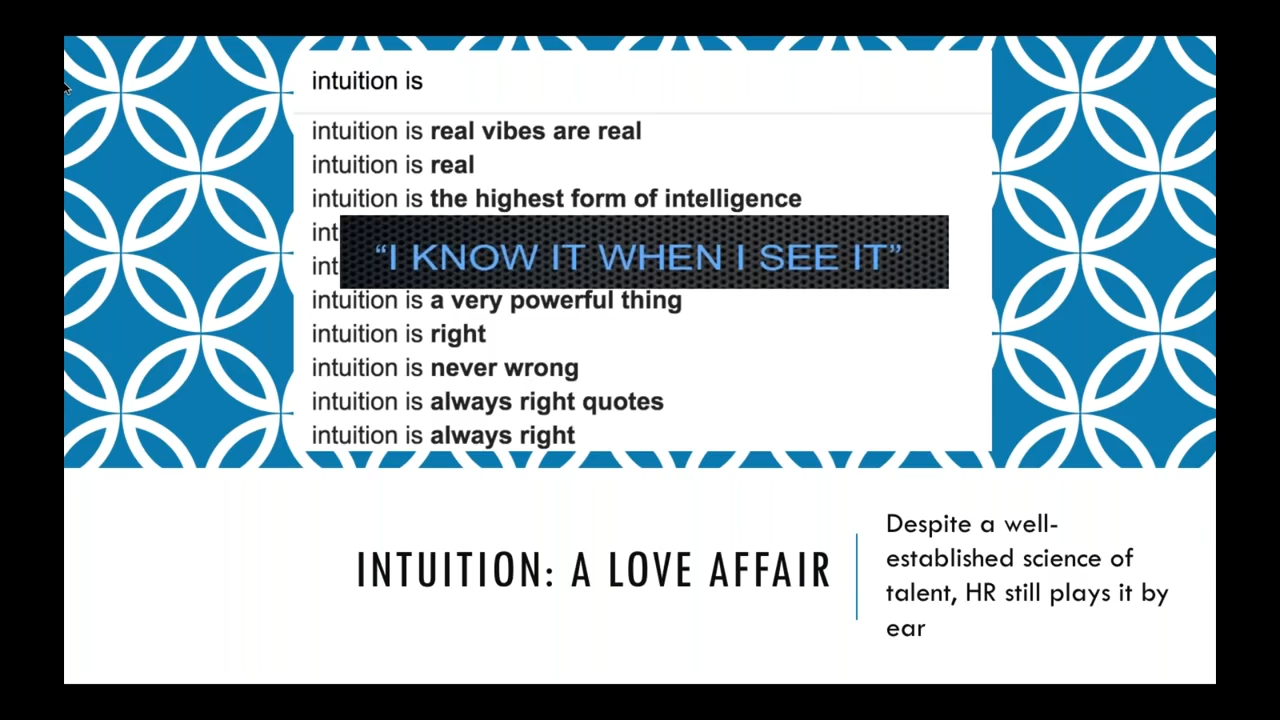 intuition is
intuition is real vibes are real
intuition is real
intuition is the highest form of intelligence
int
int
“I KNOW IT WHEN I SEE IT”
intuition is a very powerful thing
intuition is right
intuition is never wrong
intuition is always right quotes
intuition is always right
INTUITION: A LOVE AFFAIR
Despite a well-
established science of
talent, HR still plays it by
ear